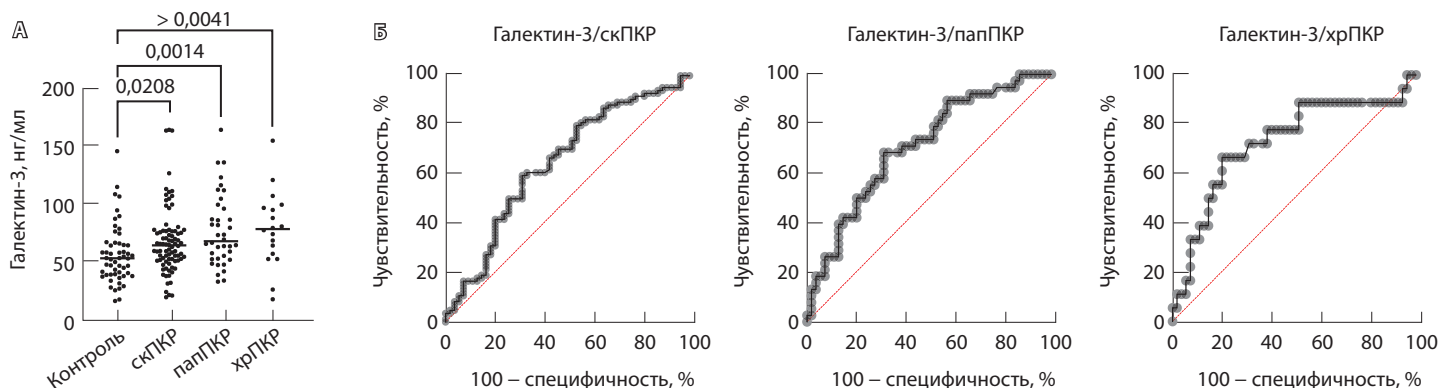 А
> 0,0041
0,0014
0,0208
200
150
100
50
0
Галектин-3, нг/мл
Контроль
скПКР
папПКР
хрПКР
Б
Галектин-3/скПКР
100
80
60
40
20
0
Чувствительность, %
0 20 40 60 80 100
100 – специфичность, %
Галектин-3/папПКР
100
80
60
40
20
0
Чувствительность, %
0 20 40 60 80 100
100 – специфичность, %
Галектин-3/хрПКР
100
80
60
40
20
0
Чувствительность, %
0 20 40 60 80 100
100 – специфичность, %